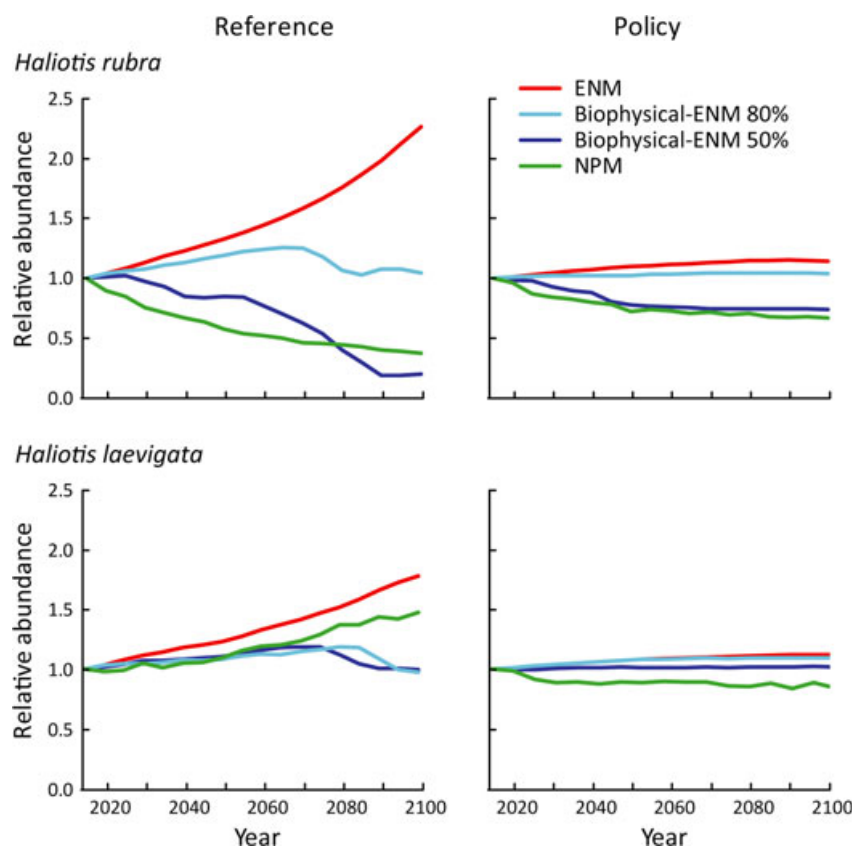 Reference
Policy
Haliotis rubra
ENM
Biophysical-ENM 80%
Biophysical-ENM 50%
NPM
Relative abundance
2.5
2.0
1.5
1.0
0.5
0.0
Haliotis laevigata
Relative abundance
2.5
2.0
1.5
1.0
0.5
0.0
2020 2040 2060 2080 2100
2020 2040 2060 2080 2100
Year
Year